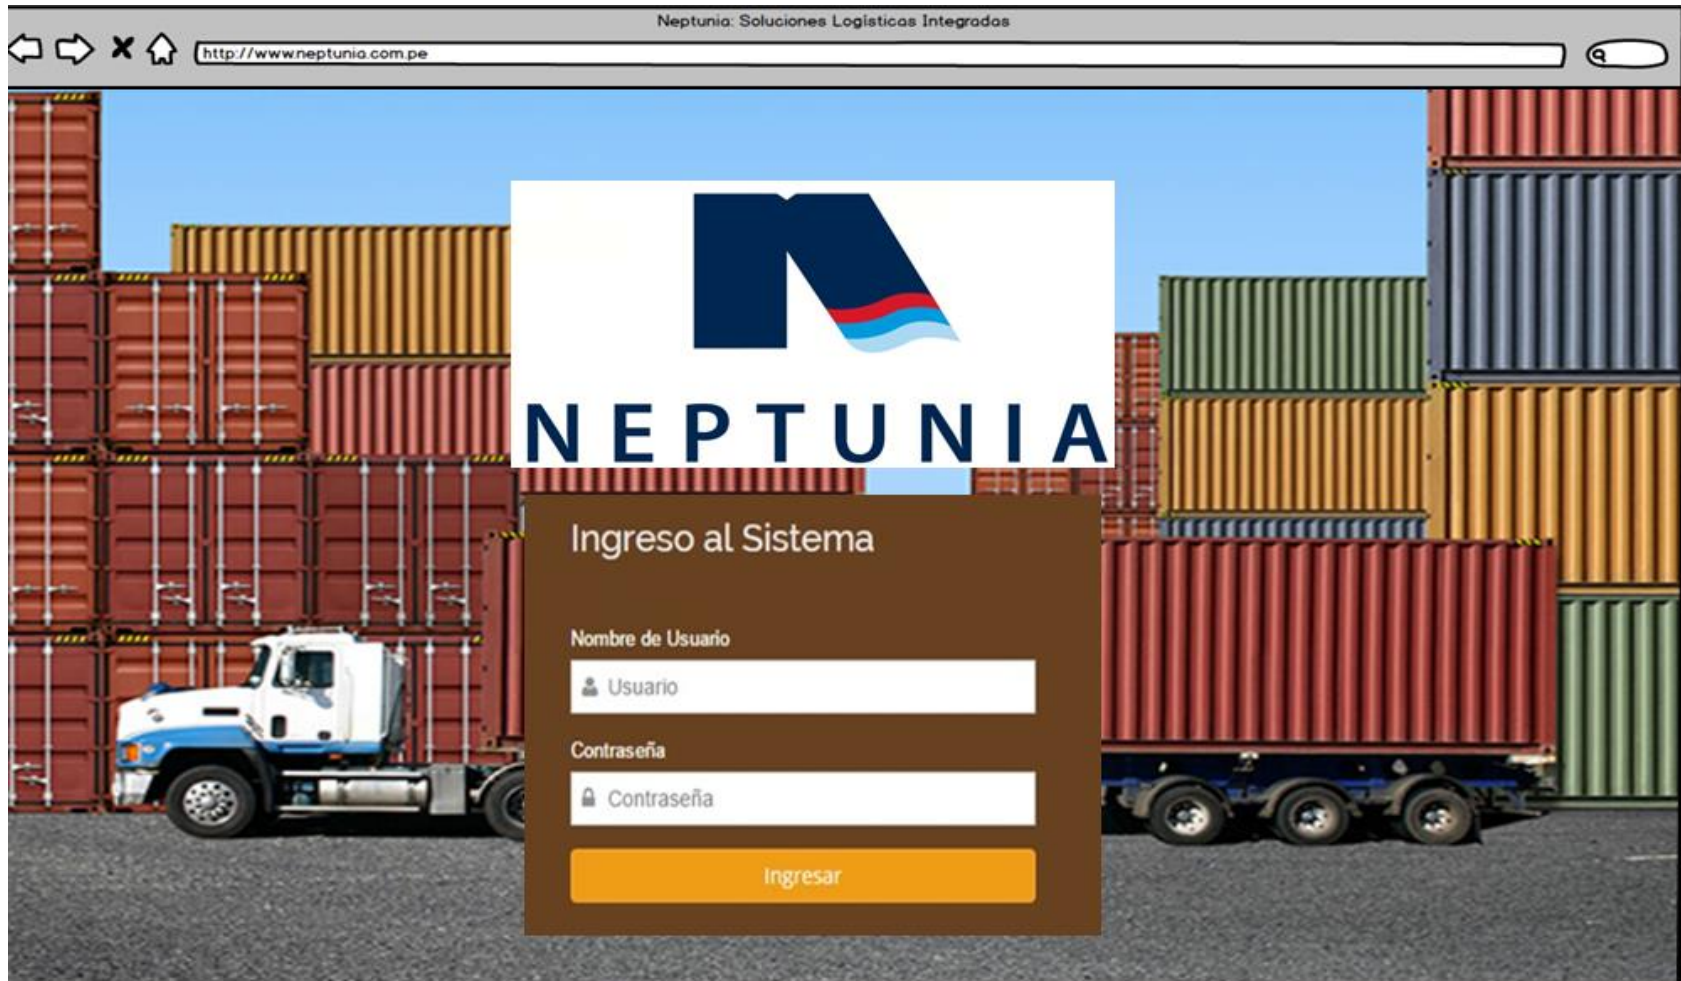 Neptunia: Soluciones Logísticas Integradas
http://www.neptunia.com.pe
NEPTUNIA
Ingreso al Sistema
Nombre de Usuario
Usuario
Contraseña
Contraseña
Ingresar